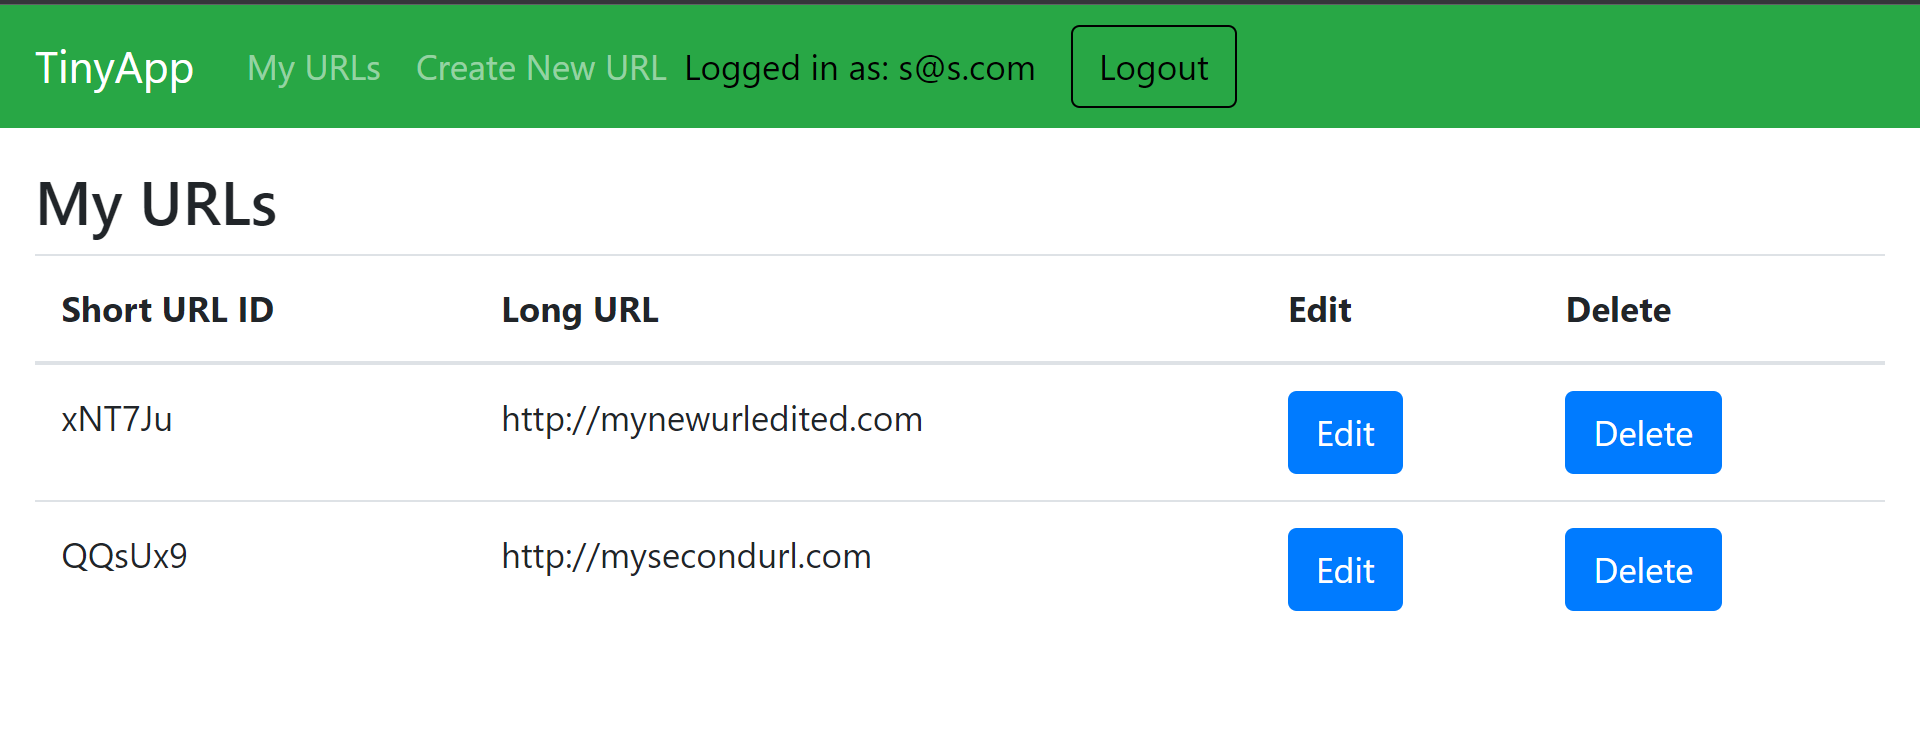 TinyApp My URLs Create New URL Logged in as: s@s.com Logout
My URLs
Short URL ID Long URL Edit Delete
xNT7Ju http://mynewurledited.com Edit Delete
QQsUx9 http://mysecondurl.com Edit Delete